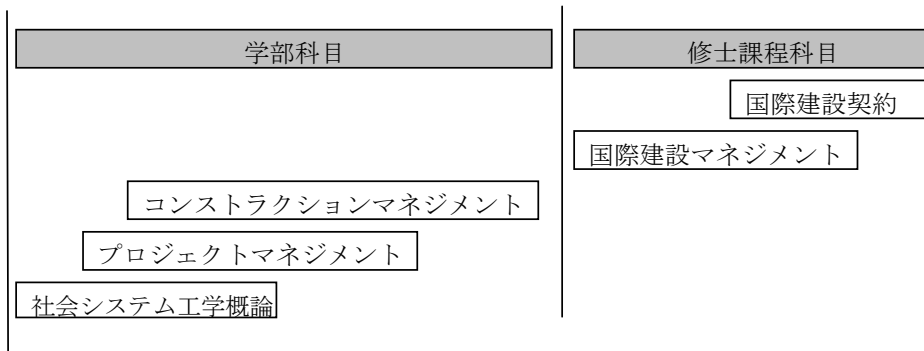 学部科目
修士課程科目
国際建設契約
国際建設マネジメント
コンストラクションマネジメント
プロジェクトマネジメント
社会システム工学概論